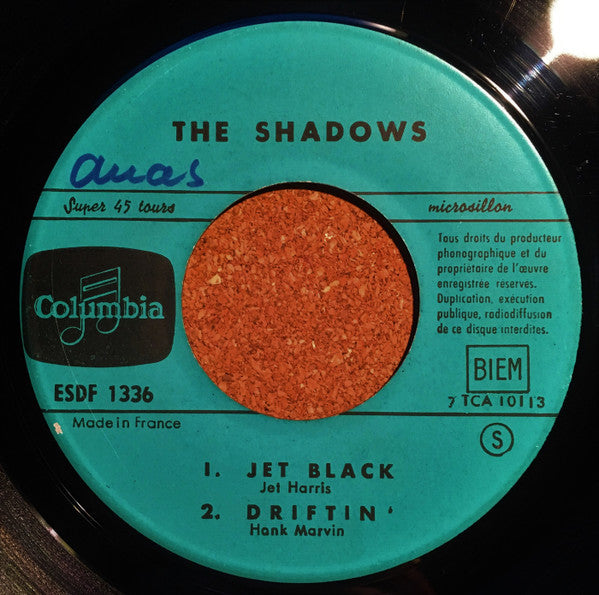 THE SHADOWS
Super 45 tours
microsillon
Tous droits du producteur
phonographique et du
propriétaire de l'œuvre
enregistrée réservés.
Duplication, exécution
publique, radiodiffusion
de ce disque interdites.
Columbia
BIEM
ESDF 1336
7 TCA 10113
Made in France
S
1. JET BLACK
Jet Harris
2. DRIFTIN'
Hank Marvin